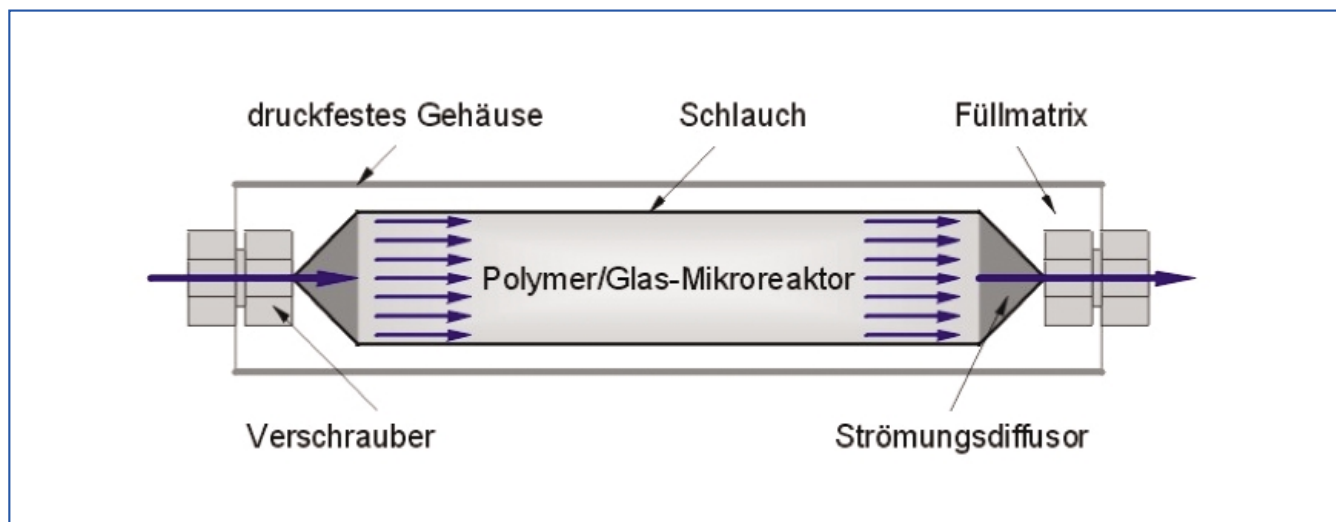 druckfestes Gehäuse
Schlauch
Füllmatrix
Polymer/Glas-Mikroreaktor
Verschrauber
Strömungsdiffusor